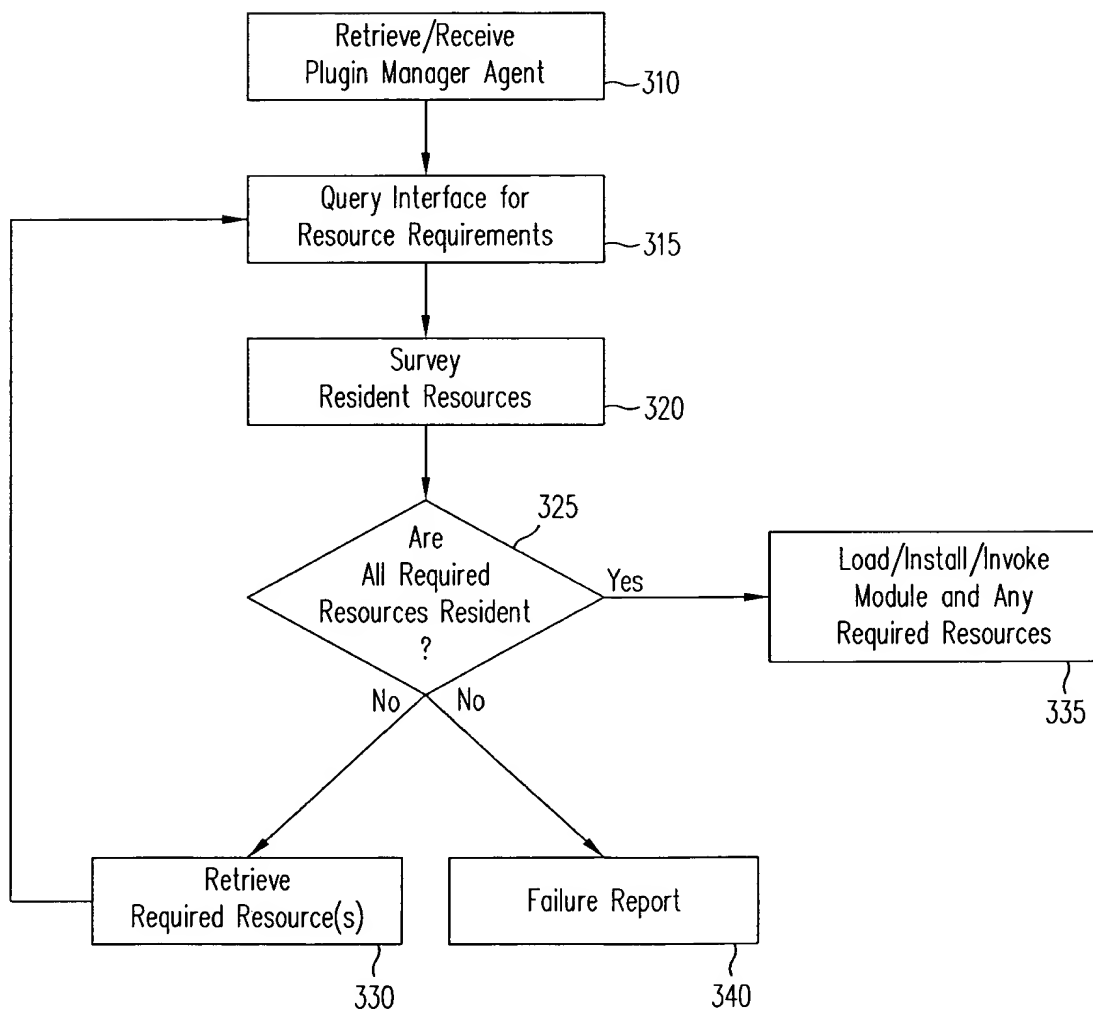 Retrieve/Receive
Plugin Manager Agent
310
Query Interface for
Resource Requirements
315
Survey
Resident Resources
320
325
Are
All Required
Resources Resident
?
Yes
Load/Install/Invoke
Module and Any
Required Resources
335
No
No
Retrieve
Required Resource(s)
330
Failure Report
340